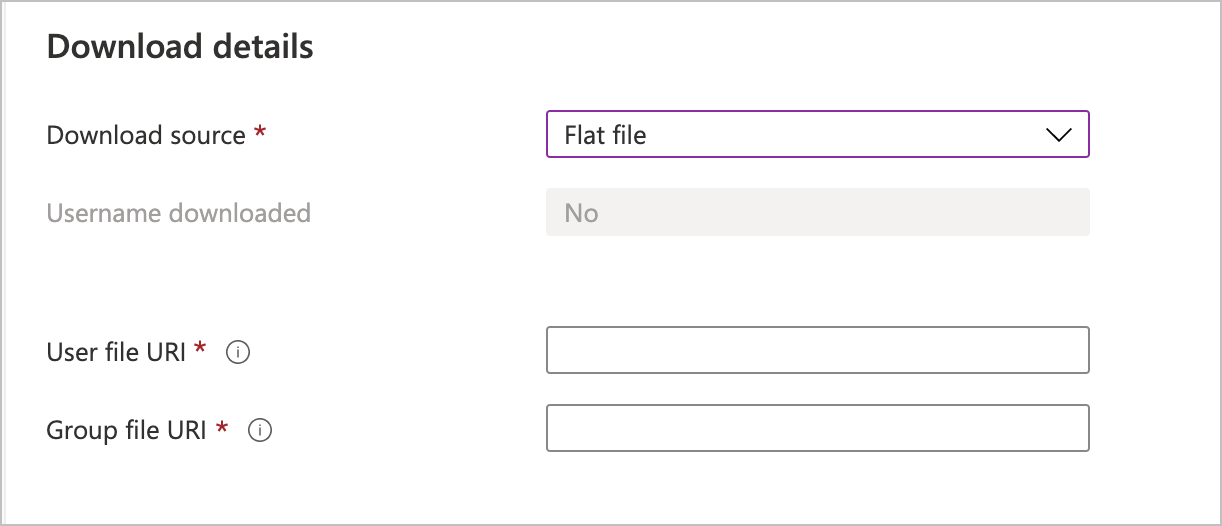 Download details
Download source *
Flat file
Username downloaded
No
User file URI *
Group file URI *